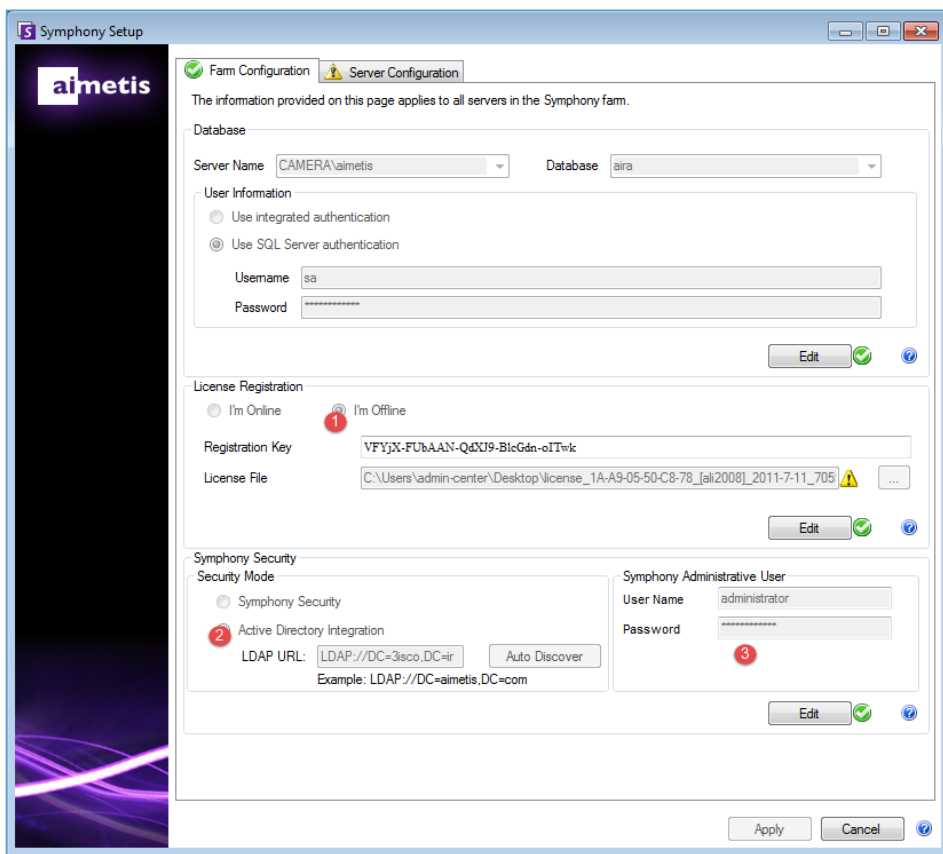 Symphony Setup
aimetis
Farm Configuration
Server Configuration
The information provided on this page applies to all servers in the Symphony farm.
Database
Server Name CAMERA\aimetis Database aira
User Information
Use integrated authentication
Use SQL Server authentication
Username sa
Password ************
Edit
License Registration
I'm Online I'm Offline
1
Registration Key VFYjX-FUbAAN-QdXJ9-BlcGdn-oITwk
License File C:\Users\admin-center\Desktop\license_1A-A9-05-50-C8-78_[ali2008]_2011-7-11_705 ...
Edit
Symphony Security
Security Mode
Symphony Security
Active Directory Integration
2
LDAP URL: LDAP://DC=3isco,DC=ir Auto Discover
Example: LDAP://DC=aimetis,DC=com
Symphony Administrative User
User Name administrator
Password ************
3
Edit
Apply Cancel